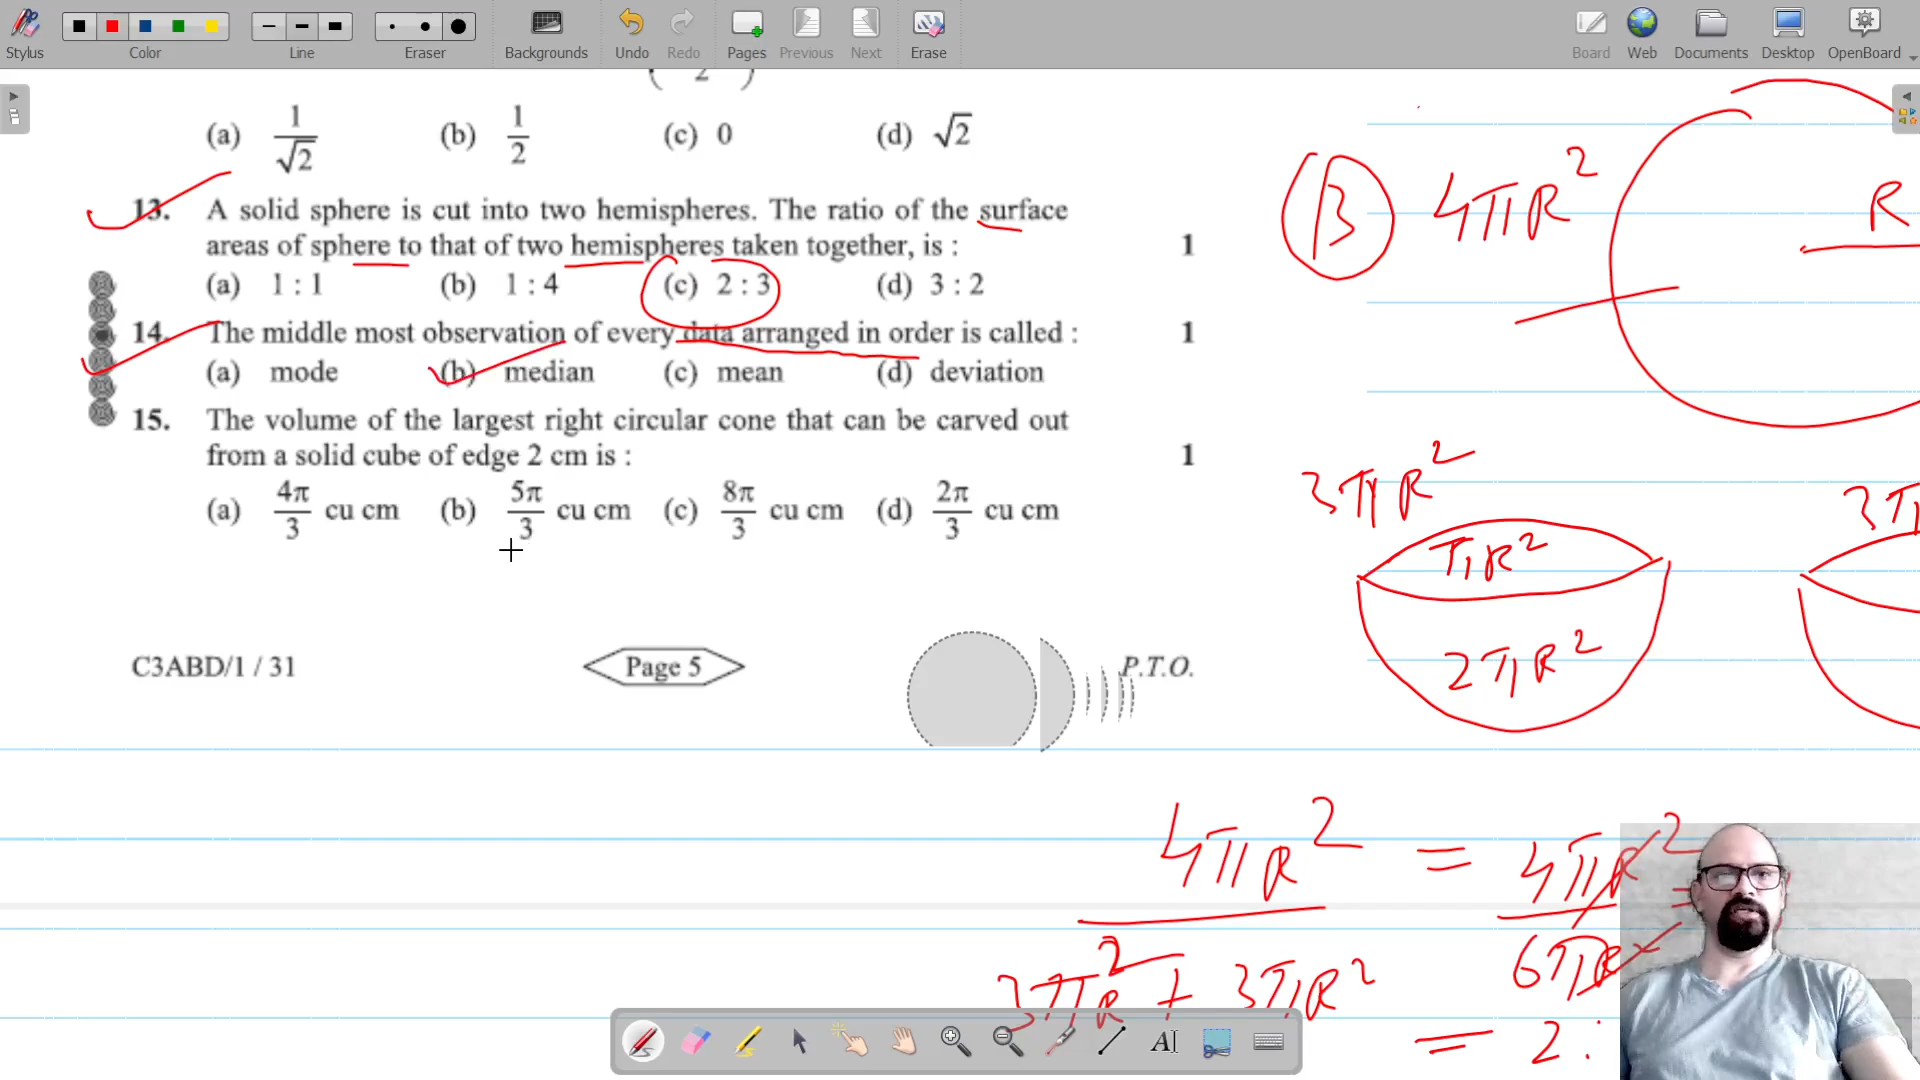 Stylus Color Line Eraser Backgrounds Undo Redo Pages Previous Next Erase Board Web Documents Desktop OpenBoard
2
(a) 1/√2 (b) 1/2 (c) 0 (d) √2
13. A solid sphere is cut into two hemispheres. The ratio of the surface
areas of sphere to that of two hemispheres taken together, is : 1
(a) 1 : 1 (b) 1 : 4 (c) 2 : 3 (d) 3 : 2
14. The middle most observation of every data arranged in order is called : 1
(a) mode (b) median (c) mean (d) deviation
15. The volume of the largest right circular cone that can be carved out
from a solid cube of edge 2 cm is : 1
(a) 4π/3 cu cm (b) 5π/3 cu cm (c) 8π/3 cu cm (d) 2π/3 cu cm
C3ABD/1 / 31 Page 5 P.T.O.
13 4πR²
R
3πR² 3π
πR²
2πR²
4πR² = 4πR²
3πR² + 3πR² 6πR²
= 2 :